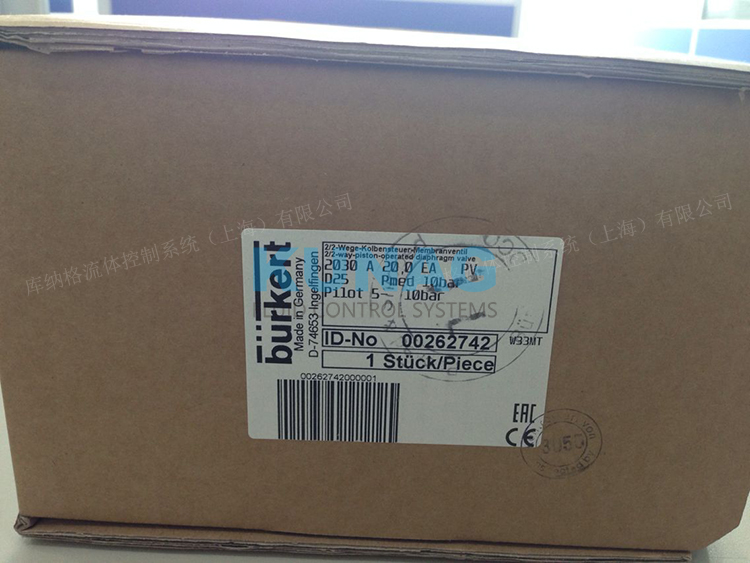 bürkert
Made in Germany
D-74653-Ingelfingen
2/2-Wege-Kolbensteuer-Membranventil
2/2-way-piston-operated diaphragm valve
2030 A 20,0 EA PV
D25 Pmed 10bar
Pilot 5- 10bar
CONTROL SYSTEMS
ID-No 00262742
W33MT
1 Stück/Piece
00262742000001
EAC
CE
库纳格流体控制系统（上海）有限公司
库纳格流体控制系统（上海）有限公司